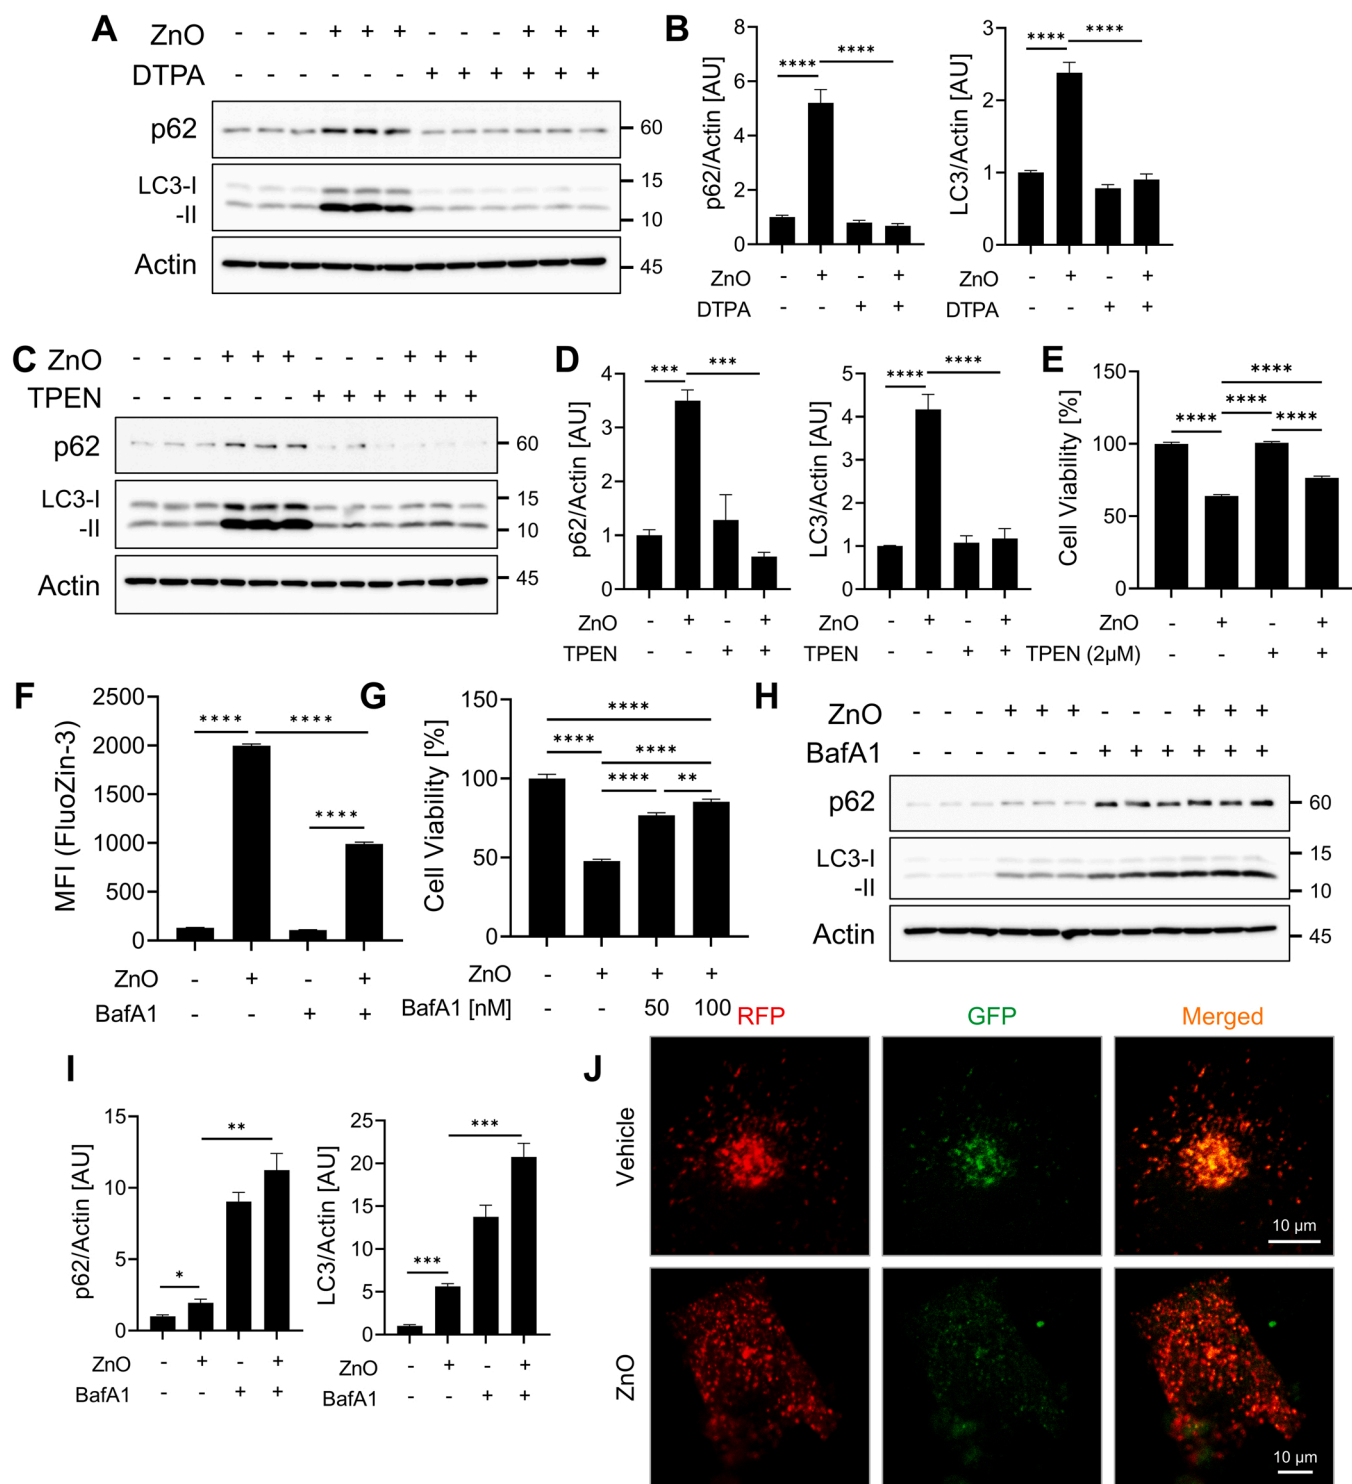 A
ZnO - - - + + + - - - + + +
DTPA - - - - - - + + + + + +
p62
60
LC3-I
-II
15
10
Actin
45
B
p62/Actin [AU]
8
6
4
2
0
****
****
ZnO - + - +
DTPA - - + +
LC3/Actin [AU]
3
2
1
0
****
****
ZnO - + - +
DTPA - - + +
C
ZnO - - - + + + - - - + + +
TPEN - - - - - - + + + + + +
p62
60
LC3-I
-II
15
10
Actin
45
D
p62/Actin [AU]
4
3
2
1
0
***
***
ZnO - + - +
TPEN - - + +
LC3/Actin [AU]
5
4
3
2
1
0
****
****
ZnO - + - +
TPEN - - + +
E
Cell Viability [%]
150
100
50
0
****
****
****
****
ZnO - + - +
TPEN (2µM) - - + +
F
MFI (FluoZin-3)
2500
2000
1500
1000
500
0
****
****
****
ZnO - + - +
BafA1 - - + +
G
Cell Viability [%]
150
100
50
0
****
****
****
****
**
ZnO - + + +
BafA1 [nM] - - 50 100
H
ZnO - - - + + + - - - + + +
BafA1 - - - - - - + + + + + +
p62
60
LC3-I
-II
15
10
Actin
45
I
p62/Actin [AU]
15
10
5
0
*
**
ZnO - + - +
BafA1 - - + +
LC3/Actin [AU]
25
20
15
10
5
0
***
***
ZnO - + - +
BafA1 - - + +
J
RFP GFP Merged
Vehicle
10 µm
ZnO
10 µm